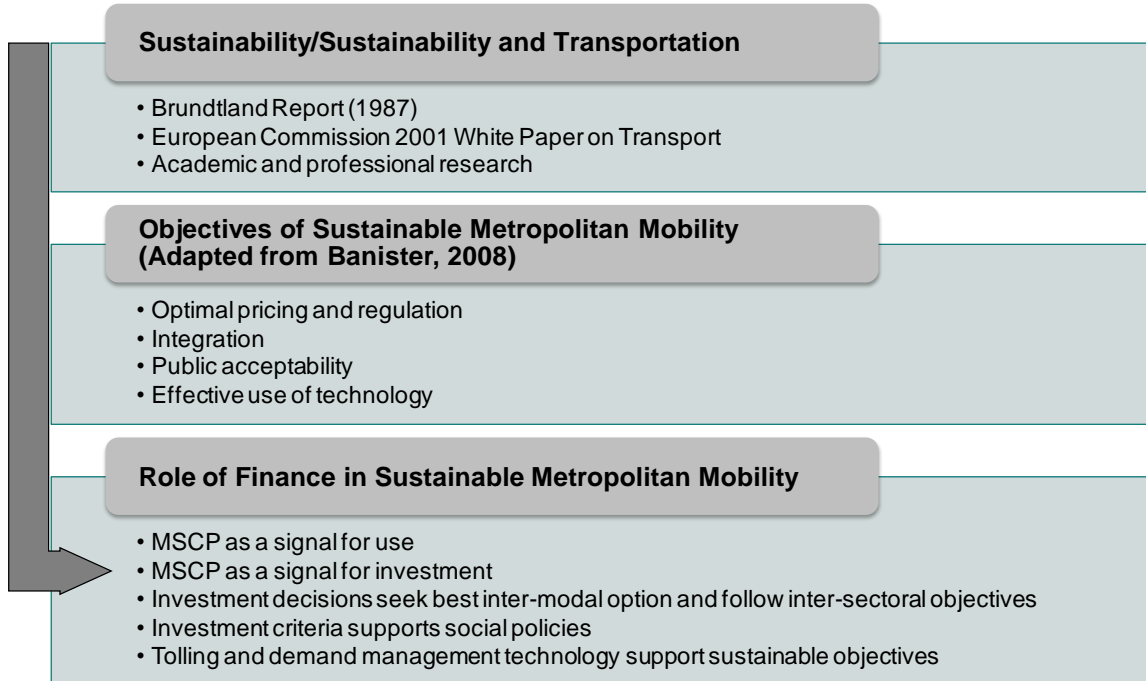 Sustainability/Sustainability and Transportation
• Brundtland Report (1987)
• European Commission 2001 White Paper on Transport
• Academic and professional research
Objectives of Sustainable Metropolitan Mobility
(Adapted from Banister, 2008)
• Optimal pricing and regulation
• Integration
• Public acceptability
• Effective use of technology
Role of Finance in Sustainable Metropolitan Mobility
• MSCP as a signal for use
• MSCP as a signal for investment
• Investment decisions seek best inter-modal option and follow inter-sectoral objectives
• Investment criteria supports social policies
• Tolling and demand management technology support sustainable objectives